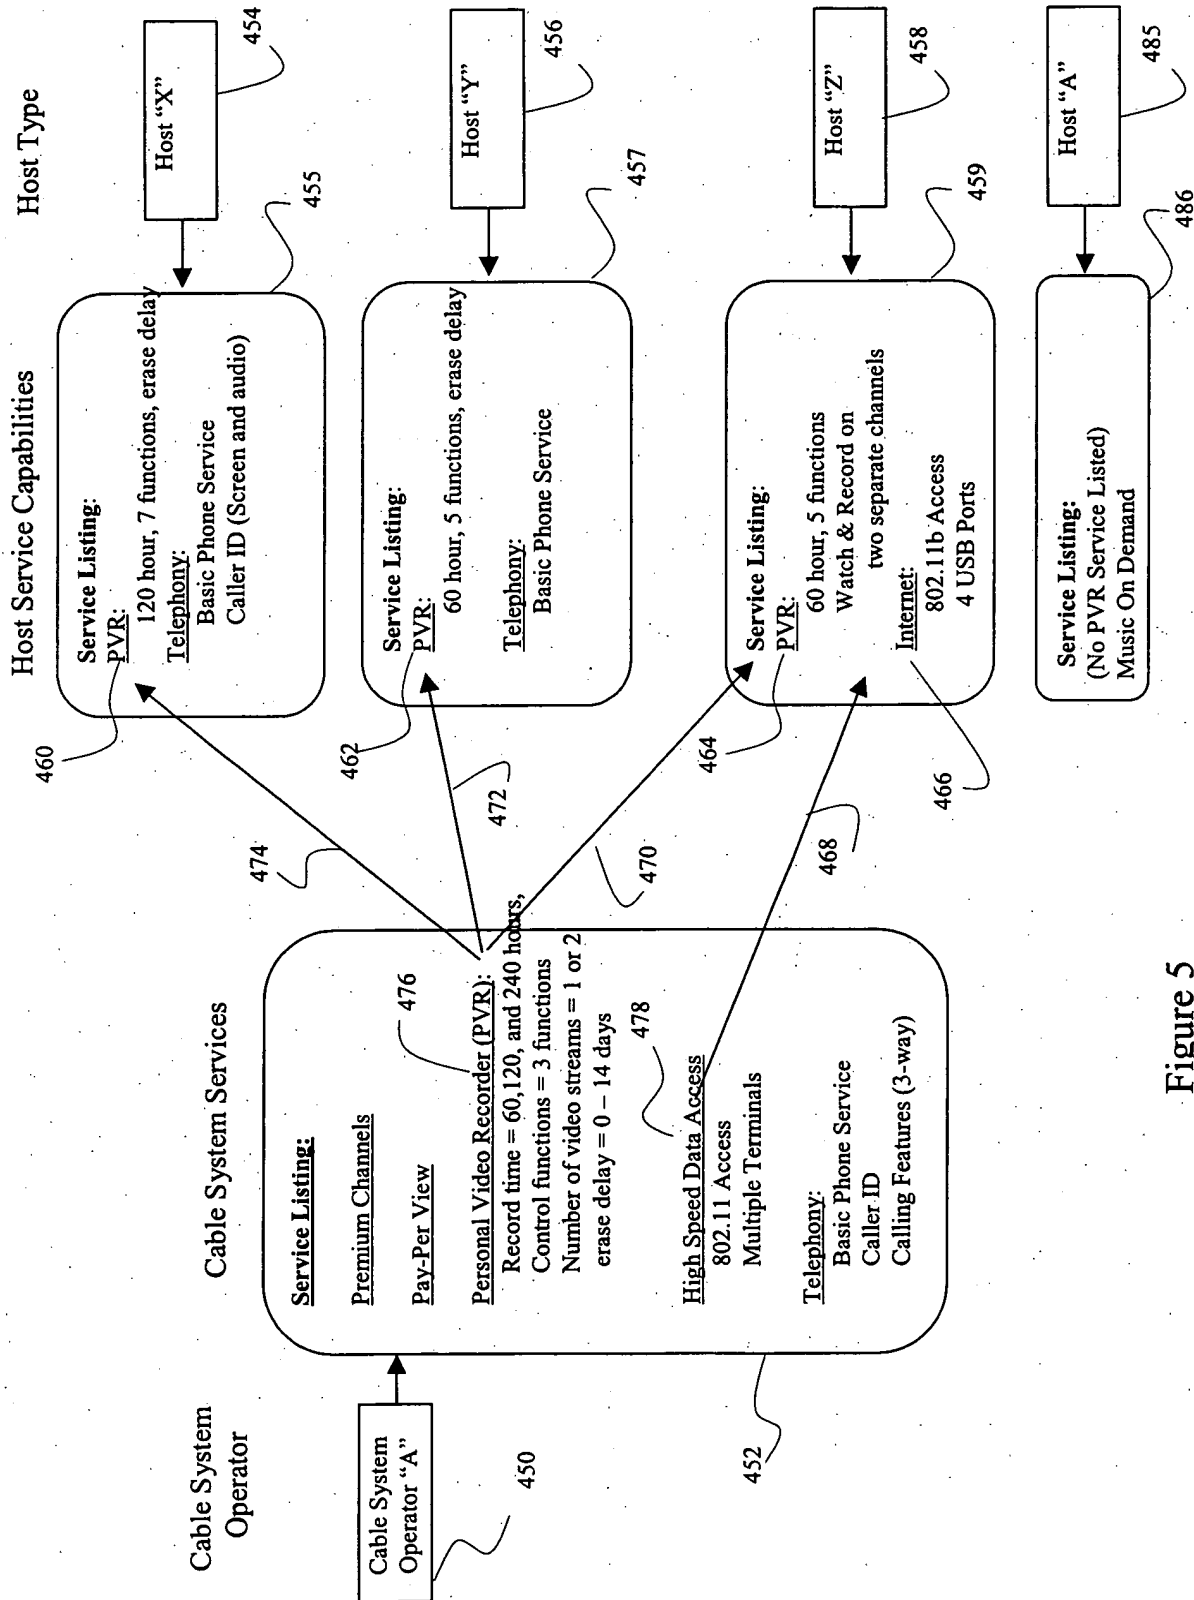 Cable System
Operator
Cable System
Operator “A”
450
Cable System Services
Service Listing:
Premium Channels
Pay-Per View
Personal Video Recorder (PVR):
Record time = 60,120, and 240 hours,
Control functions = 3 functions
Number of video streams = 1 or 2
erase delay = 0 – 14 days
High Speed Data Access
802.11 Access
Multiple Terminals
Telephony:
Basic Phone Service
Caller ID
Calling Features (3-way)
452
476
478
474
472
470
468
Host Service Capabilities
460
Service Listing:
PVR:
120 hour, 7 functions, erase delay
Telephony:
Basic Phone Service
Caller ID (Screen and audio)
455
462
Service Listing:
PVR:
60 hour, 5 functions, erase delay
Telephony:
Basic Phone Service
457
464
Service Listing:
PVR:
60 hour, 5 functions
Watch & Record on
two separate channels
Internet:
802.11b Access
4 USB Ports
466
459
Service Listing:
(No PVR Service Listed)
Music On Demand
486
Host Type
Host “X”
454
Host “Y”
456
Host “Z”
458
Host “A”
485
Figure 5